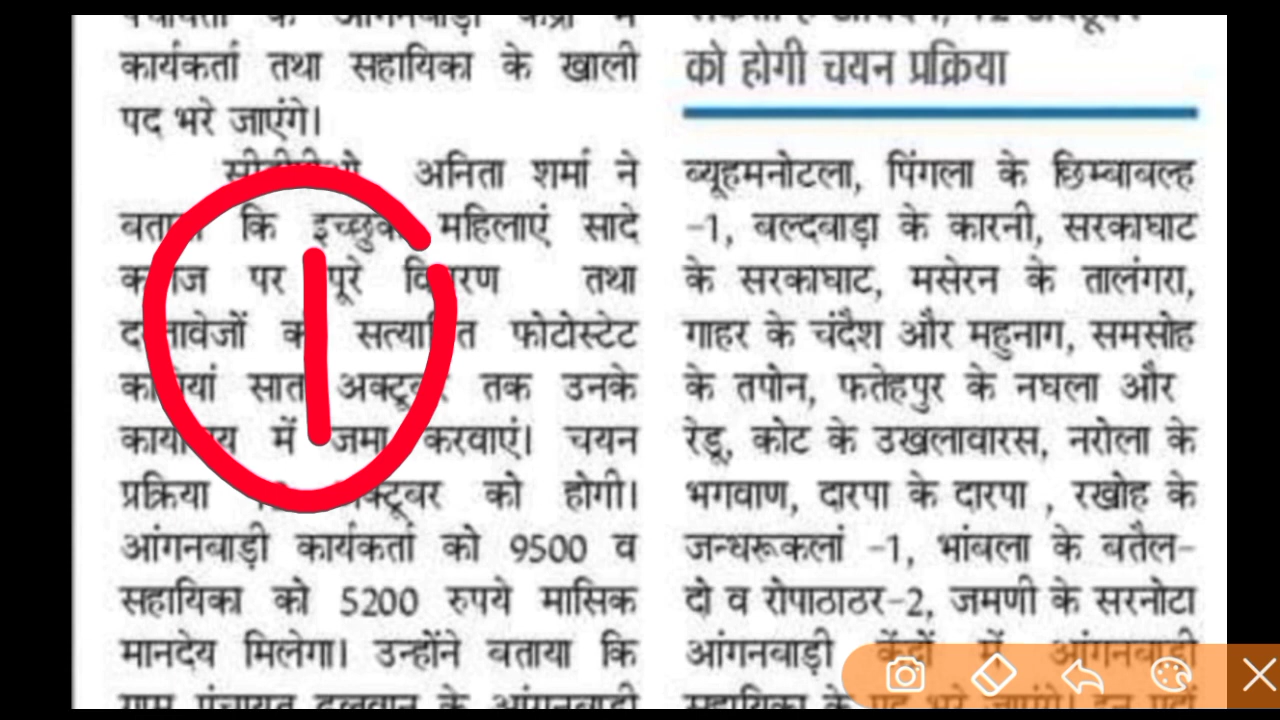 कार्यकर्ता तथा सहायिका के खाली
पद भरे जाएंगे।
अनिता शर्मा ने
कि इच्छुक महिलाएं सादे
पर पूरे तथा
सत्यापित फोटोस्टेट
सात अक्टूबर तक उनके
में जमा करवाएं। चयन
प्रक्रिया अक्टूबर को होगी।
आंगनबाड़ी कार्यकर्ता को 9500 व
सहायिका को 5200 रुपये मासिक
मानदेय मिलेगा। उन्होंने बताया कि
को होगी चयन प्रक्रिया
ब्यूहमनोटला, पिंगला के छिम्बाबल्ह
-1, बल्दवाड़ा के कारनी, सरकाघाट
के सरकाघाट, मसेरन के तालंगरा,
गाहर के चंदैश और महुनाग, समसोह
के तपोन, फतेहपुर के नघला और
रेडू, कोट के उखलावारस, नरोला के
भगवाण, दारपा के दारपा , रखोह के
जन्धरूकलां -1, भांबला के बतैल-
दो व रोपाठाठर-2, जमणी के सरनोटा
आंगनबाड़ी केंद्रों में आंगनबाड़ी